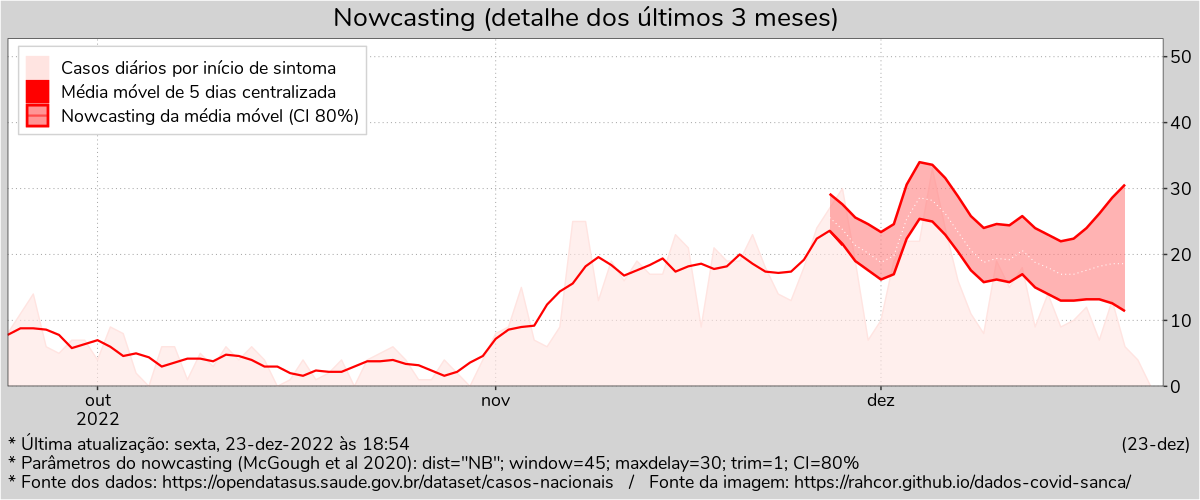 Nowcasting (detalhe dos últimos 3 meses)
Casos diários por início de sintoma
Média móvel de 5 dias centralizada
Nowcasting da média móvel (CI 80%)
50
40
30
20
10
0
out
2022
nov
dez
* Última atualização: sexta, 23-dez-2022 às 18:54
(23-dez)
* Parâmetros do nowcasting (McGough et al 2020): dist="NB"; window=45; maxdelay=30; trim=1; CI=80%
* Fonte dos dados: https://opendatasus.saude.gov.br/dataset/casos-nacionais / Fonte da imagem: https://rahcor.github.io/dados-covid-sanca/